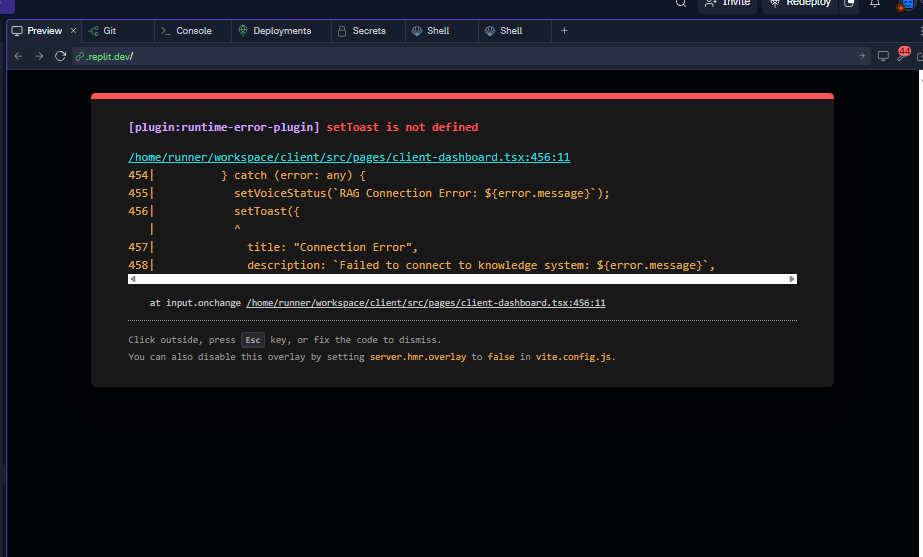 Invite Redeploy
Preview × Git Console Deployments Secrets Shell Shell +
.replit.dev/ 44
[plugin:runtime-error-plugin] setToast is not defined
/home/runner/workspace/client/src/pages/client-dashboard.tsx:456:11
454| } catch (error: any) {
455| setVoiceStatus(`RAG Connection Error: ${error.message}`);
456| setToast({
| ^
457| title: "Connection Error",
458| description: `Failed to connect to knowledge system: ${error.message}`,
at input.onchange /home/runner/workspace/client/src/pages/client-dashboard.tsx:456:11
Click outside, press Esc key, or fix the code to dismiss.
You can also disable this overlay by setting server.hmr.overlay to false in vite.config.js.